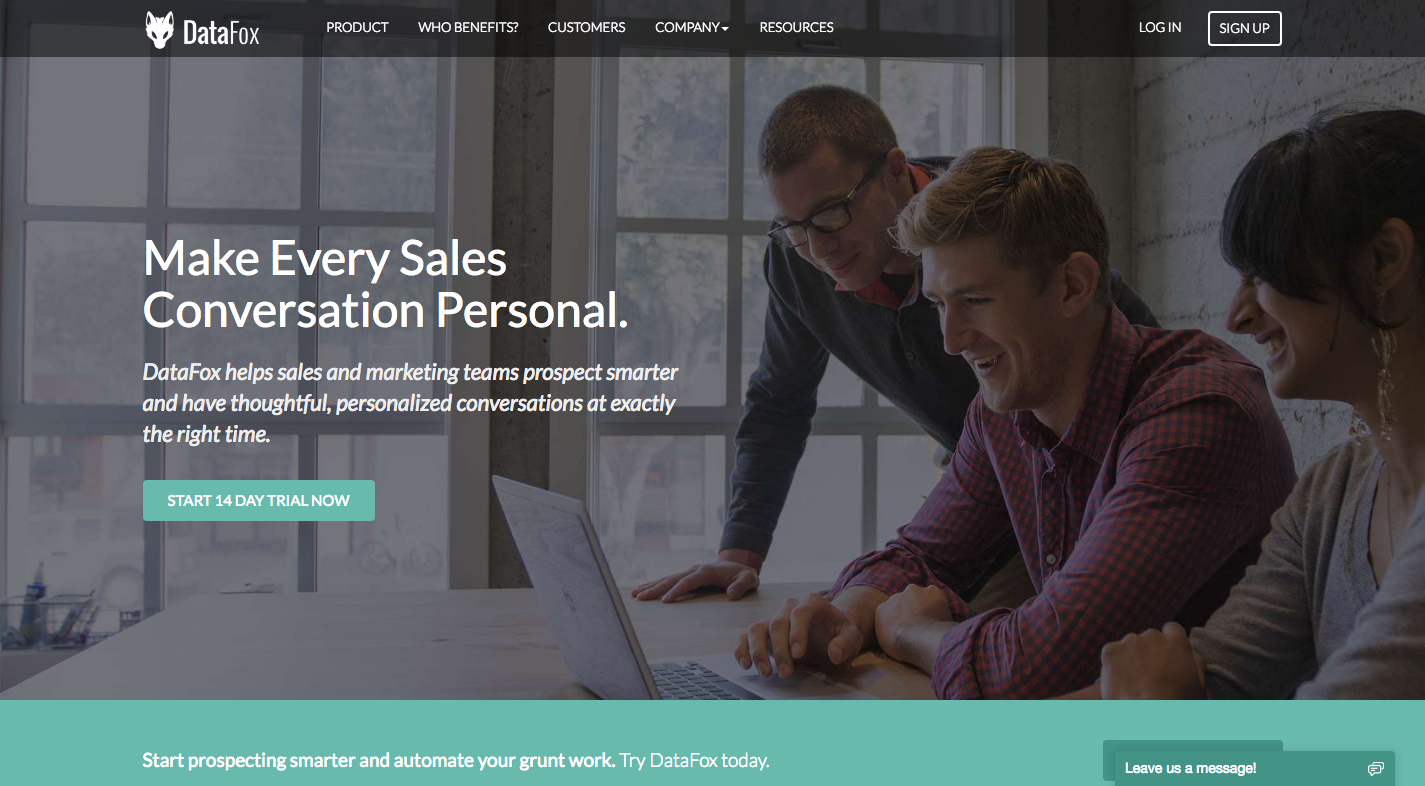 DataFox
PRODUCT
WHO BENEFITS?
CUSTOMERS
COMPANY
RESOURCES
LOG IN
SIGN UP
Make Every Sales
Conversation Personal.
DataFox helps sales and marketing teams prospect smarter
and have thoughtful, personalized conversations at exactly
the right time.
START 14 DAY TRIAL NOW
Start prospecting smarter and automate your grunt work. Try DataFox today.
Leave us a message!